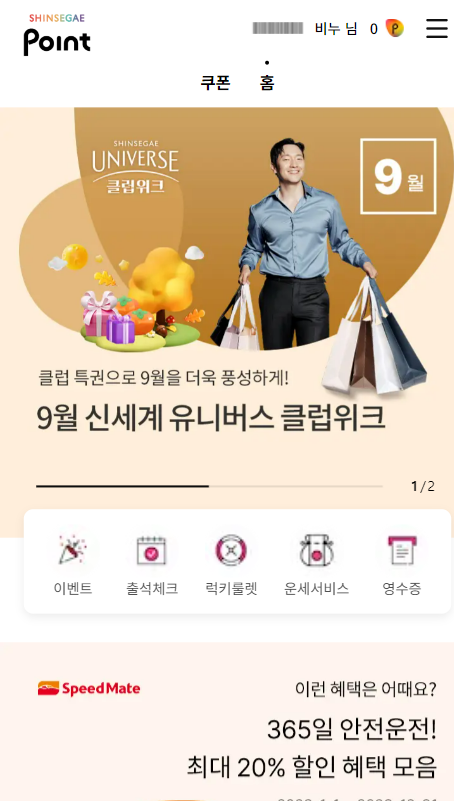 SHINSEGAE
Point
비누 님 0
쿠폰 홈
SHINSEGAE
UNIVERSE
클럽위크
9월
클럽 특권으로 9월을 더욱 풍성하게!
9월 신세계 유니버스 클럽위크
1/2
이벤트 출석체크 럭키룰렛 운세서비스 영수증
SpeedMate
이런 혜택은 어때요?
365일 안전운전!
최대 20% 할인 혜택 모음